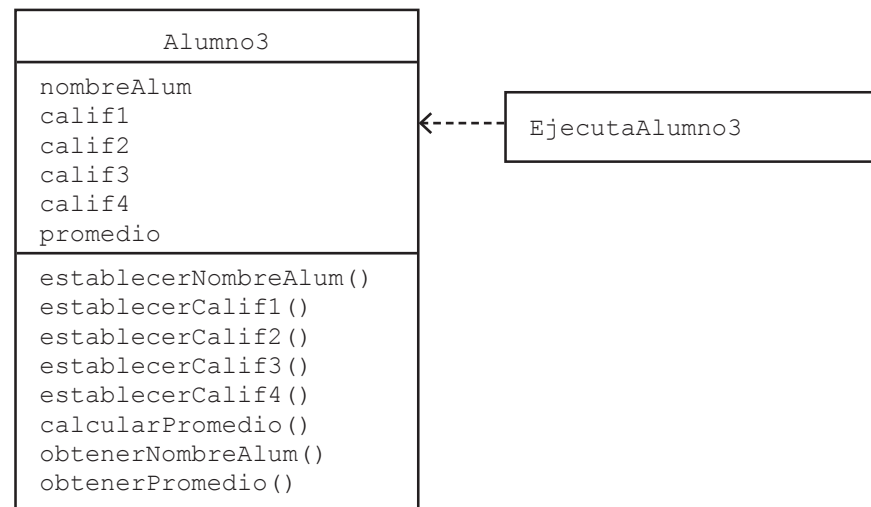 Alumno3
nombreAlum
calif1
calif2
calif3
calif4
promedio
establecerNombreAlum()
establecerCalif1()
establecerCalif2()
establecerCalif3()
establecerCalif4()
calcularPromedio()
obtenerNombreAlum()
obtenerPromedio()
EjecutaAlumno3